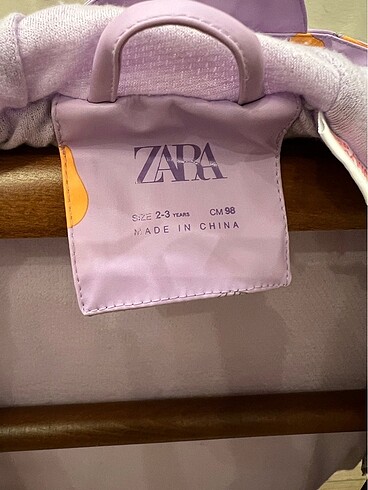 ZARA
SIZE 2-3 YEARS CM 98
MADE IN CHINA